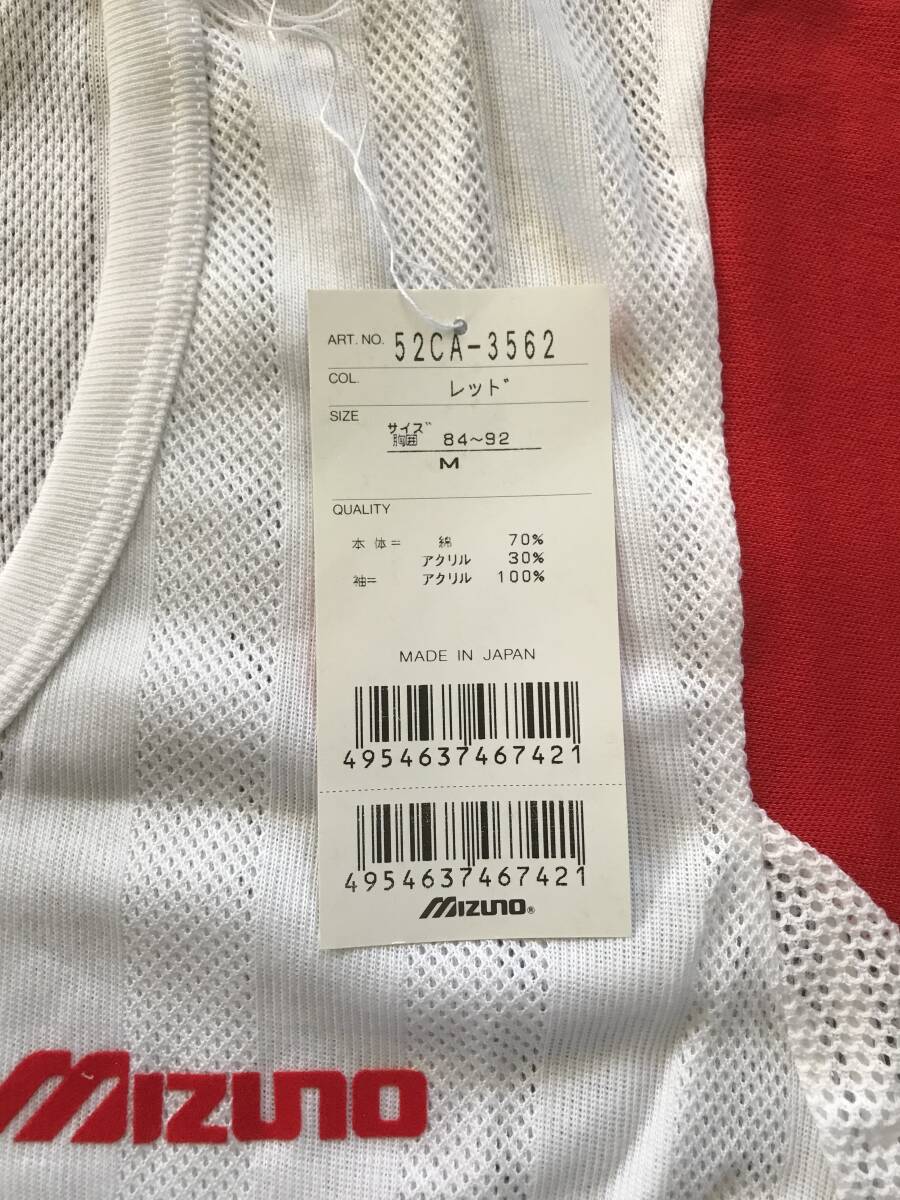 ART. NO. 52CA-3562
COL.
レッド
SIZE
サイズ
胸囲 84~92
M
QUALITY
本体= 綿 70%
アクリル 30%
袖= アクリル 100%
MADE IN JAPAN
4954637467421
4954637467421
MIZUNO®
MIZUNO